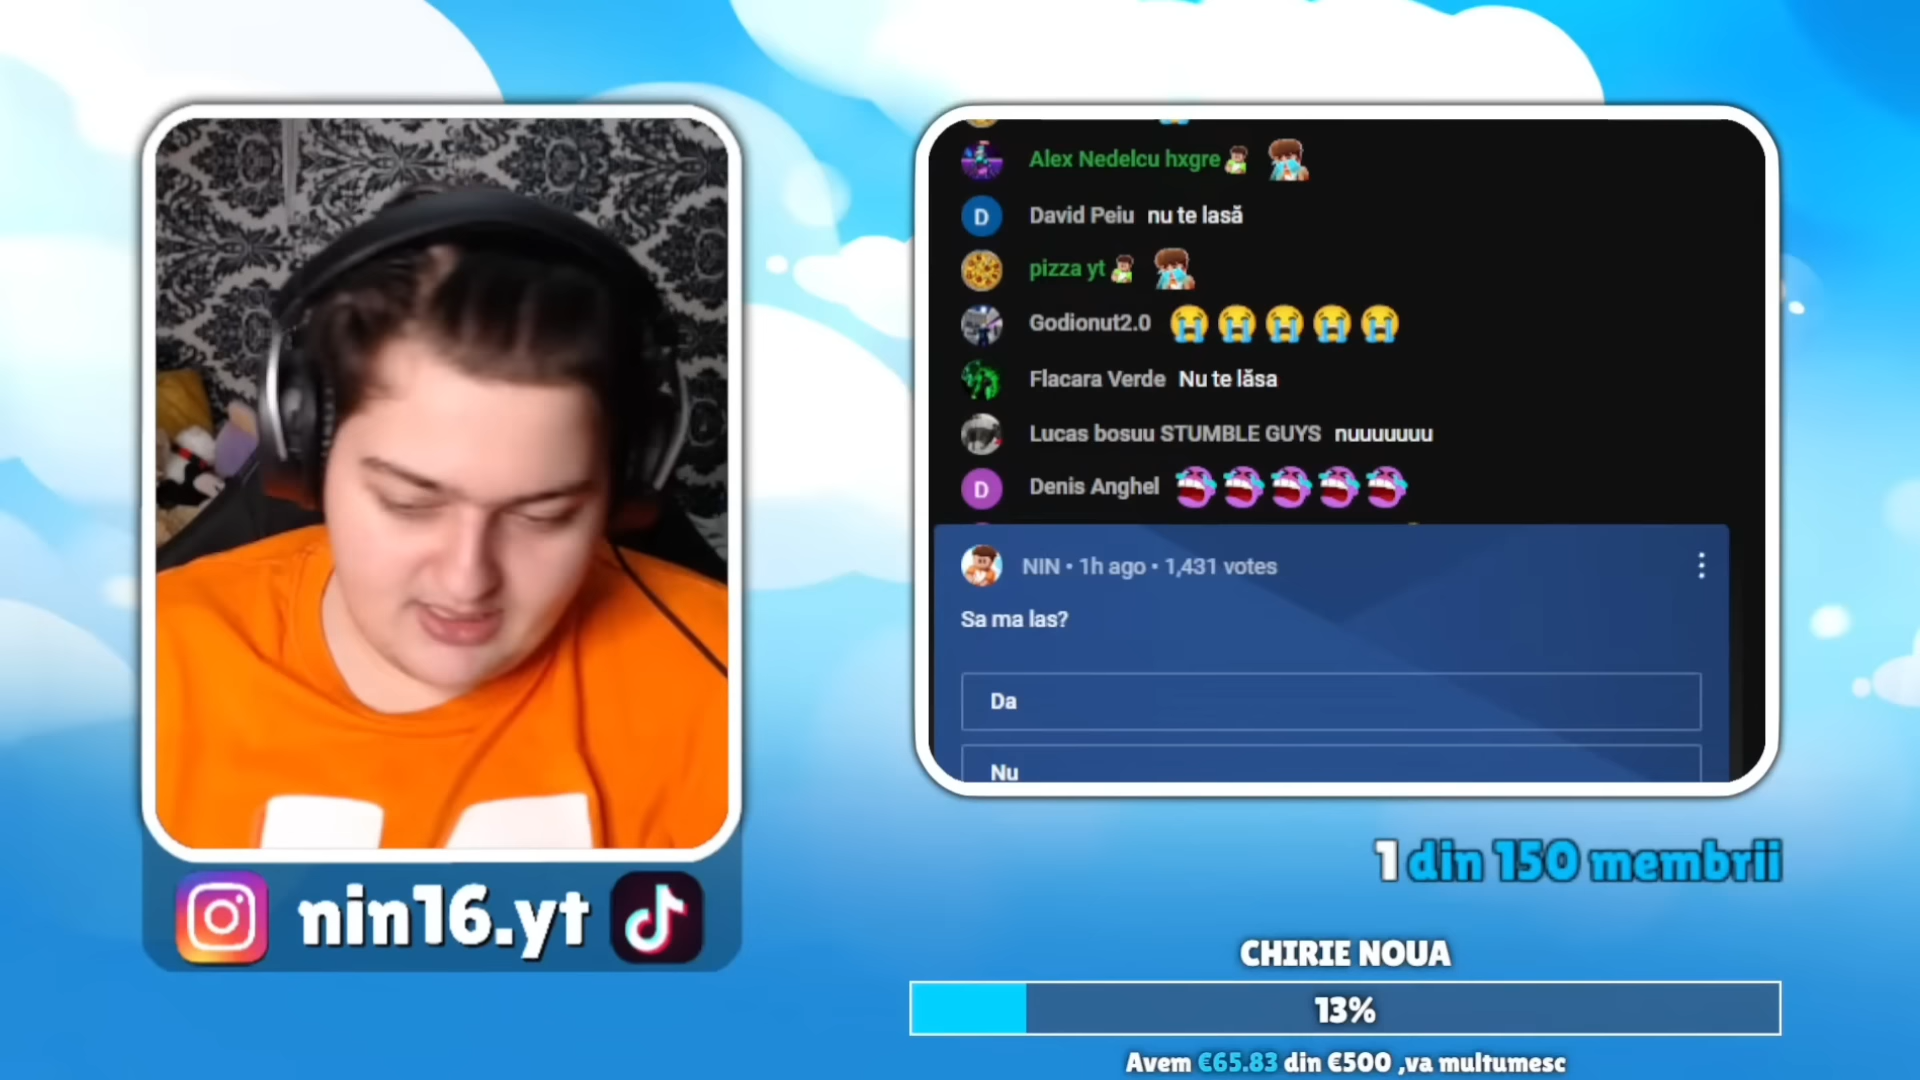 Alex Nedelcu hxgre
David Peiu nu te lasă
pizza yt
Godionut2.0
Flacara Verde Nu te lăsa
Lucas bosuu STUMBLE GUYS nuuuuuuu
D Denis Anghel
NIN • 1h ago • 1,431 votes
Sa ma las?
Da
Nu
nin16.yt
1 din 150 membrii
CHIRIE NOUA
13%
Avem €65.83 din €500 ,va multumesc